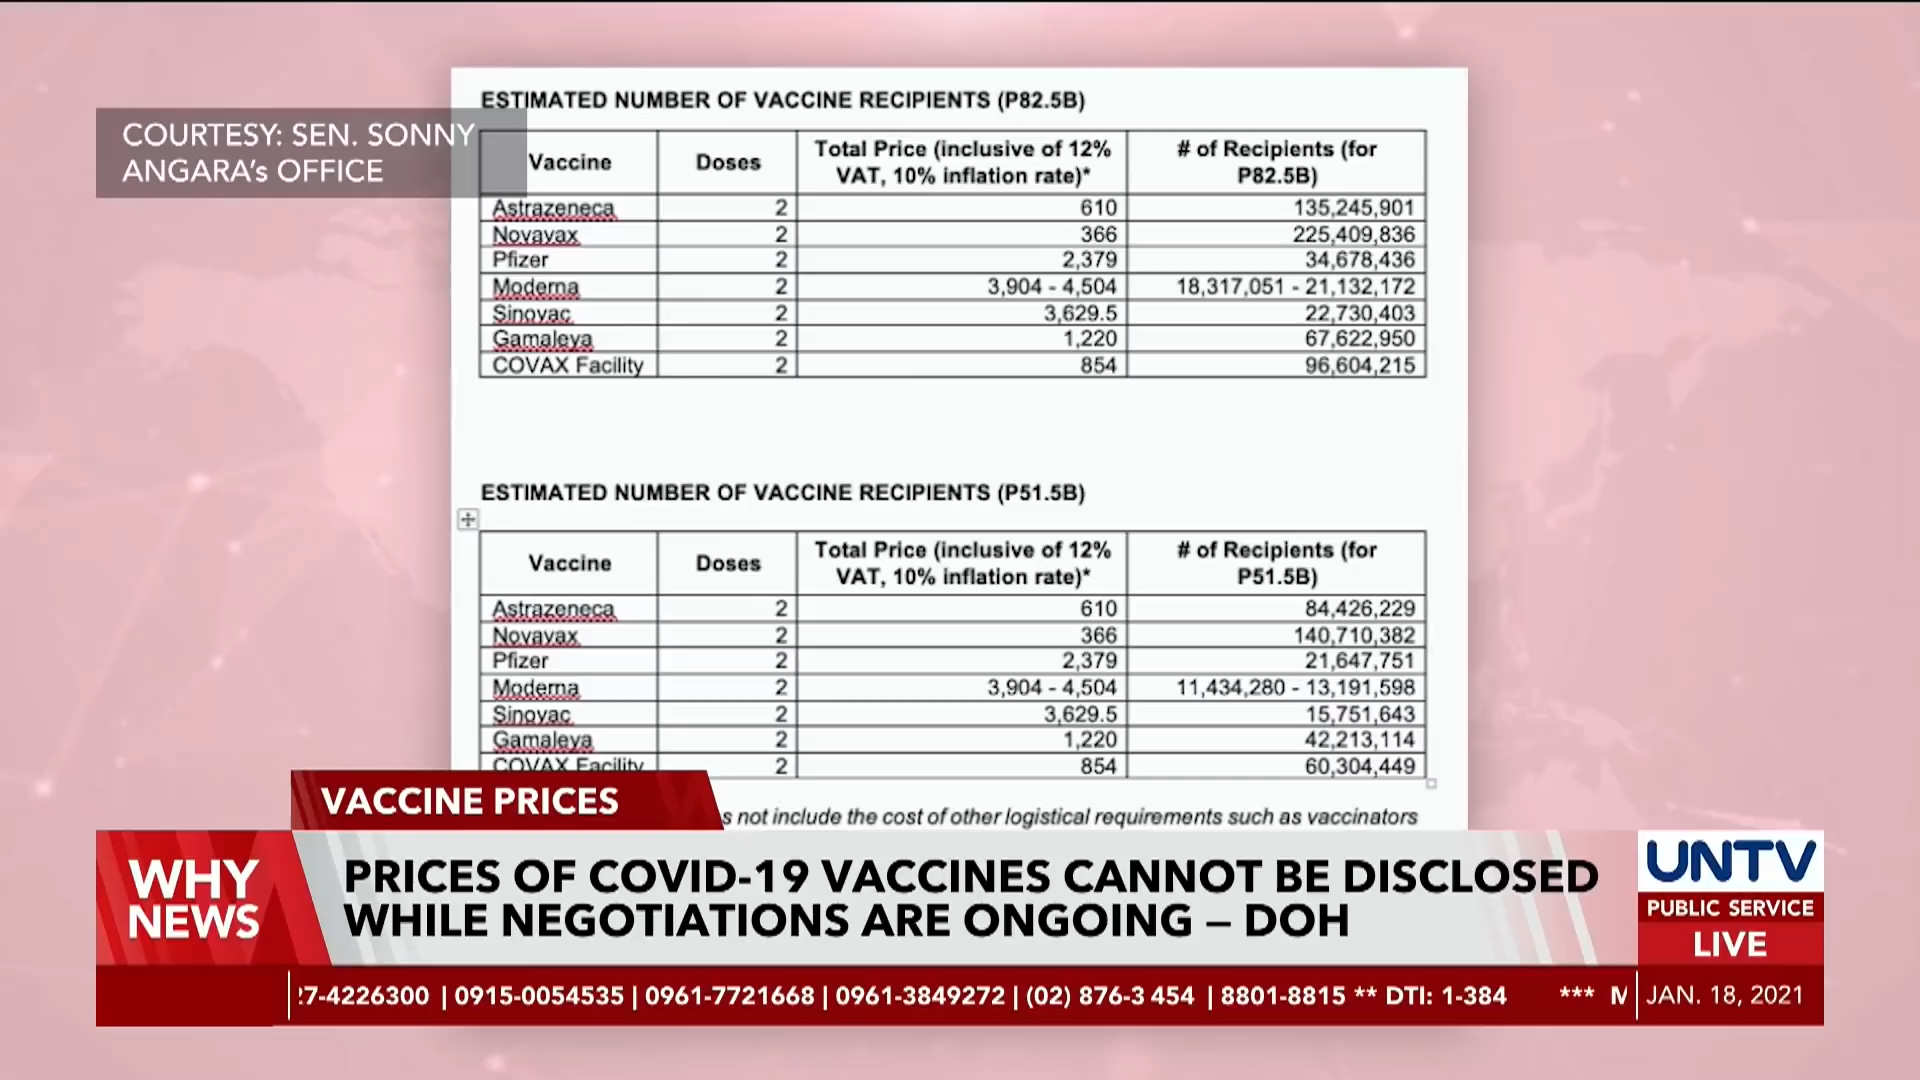 COURTESY: SEN. SONNY
ANGARA's OFFICE
ESTIMATED NUMBER OF VACCINE RECIPIENTS (P82.5B)
Vaccine Doses Total Price (inclusive of 12% VAT, 10% inflation rate)* # of Recipients (for P82.5B)
Astrazeneca 2 610 135,245,901
Novavax 2 366 225,409,836
Pfizer 2 2,379 34,678,436
Moderna 2 3,904 - 4,504 18,317,051 - 21,132,172
Sinovac 2 3,629.5 22,730,403
Gamaleya 2 1,220 67,622,950
COVAX Facility 2 854 96,604,215
ESTIMATED NUMBER OF VACCINE RECIPIENTS (P51.5B)
Vaccine Doses Total Price (inclusive of 12% VAT, 10% inflation rate)* # of Recipients (for P51.5B)
Astrazeneca 2 610 84,426,229
Novavax 2 366 140,710,382
Pfizer 2 2,379 21,647,751
Moderna 2 3,904 - 4,504 11,434,280 - 13,191,598
Sinovac 2 3,629.5 15,751,643
Gamaleya 2 1,220 42,213,114
COVAX Facility 2 854 60,304,449
s not include the cost of other logistical requirements such as vaccinators
VACCINE PRICES
WHY
NEWS
PRICES OF COVID-19 VACCINES CANNOT BE DISCLOSED
WHILE NEGOTIATIONS ARE ONGOING – DOH
UNTV
PUBLIC SERVICE
LIVE
27-4226300 | 0915-0054535 | 0961-7721668 | 0961-3849272 | (02) 876-3 454 | 8801-8815 ** DTI: 1-384 *** M
JAN. 18, 2021